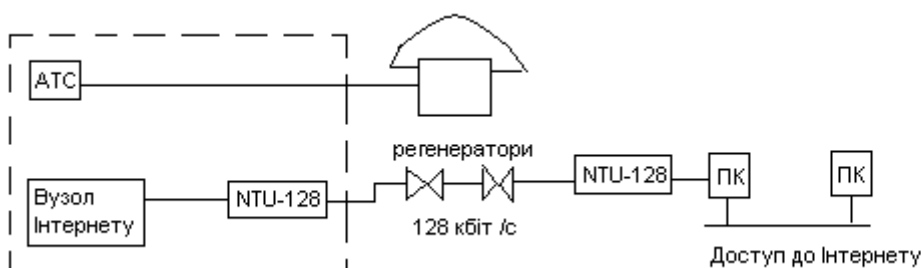 АТС
регенератори
NTU-128
ПК
ПК
Вузол
Інтернету
NTU-128
128 кбіт /с
Доступ до Інтернету